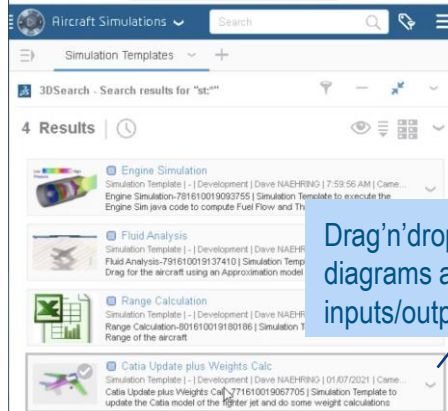 Aircraft Simulations
Search
Simulation Templates
3DSearch - Search results for "st:*"
4 Results
Engine Simulation
Simulation Template | - | Development | Dave NAEHRING | 7:59:56 AM | Came...
Engine Simulation-781610019093755 | Simulation Template to execute the
Engine Sim java code to compute Fuel Flow and Th
Fluid Analysis
Simulation Template | - | Development | Dave NAEHR
Fluid Analysis-791610019137410 | Simulation Temp
Drag for the aircraft using an Approximation model
Range Calculation
Simulation Template | - | Development | Dave NAEHR
Range Calculation-801610019180186 | Simulation T
Range of the aircraft
Catia Update plus Weights Calc
Simulation Template | - | Development | Dave NAEHRING | 01/07/2021 | Came...
Catia Update plus Weights Calc-771610019067705 | Simulation Template to
update the Catia model of the fighter jet and do some weight calculations
Drag'n'drop
diagrams a
inputs/outp